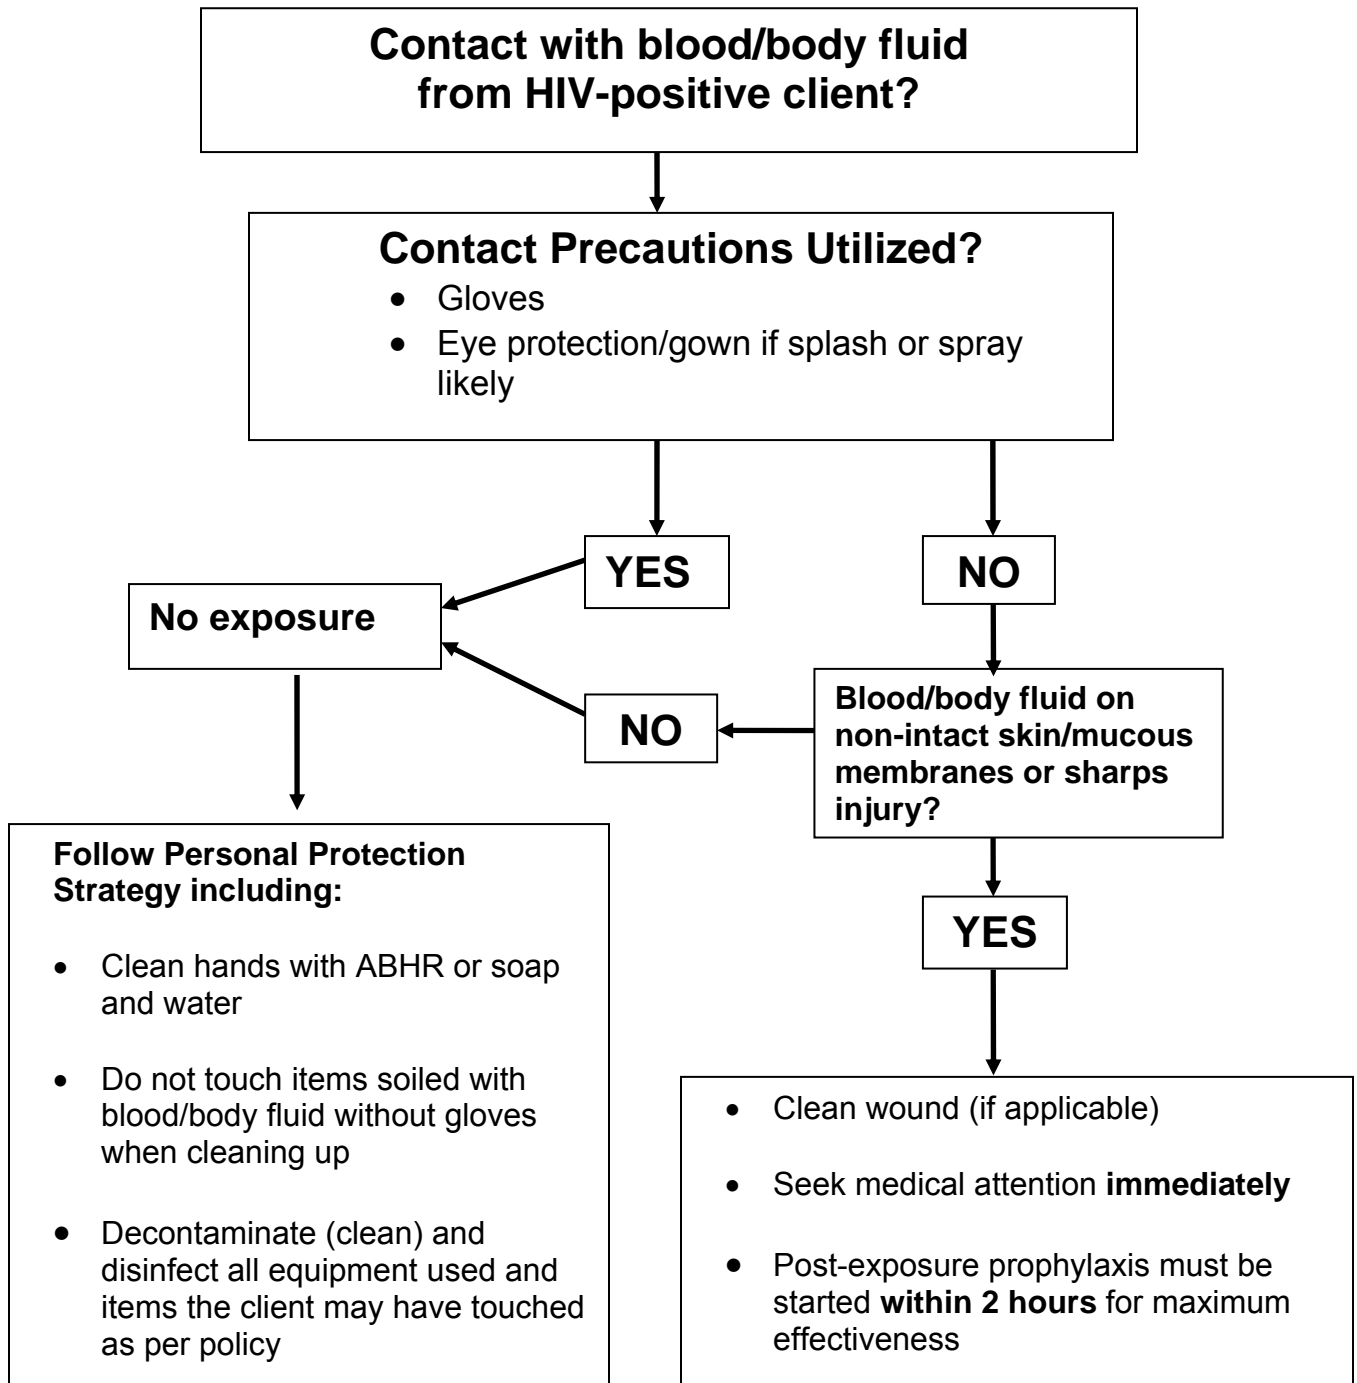 Contact with blood/body fluid
from HIV-positive client?
Contact Precautions Utilized?
• Gloves
• Eye protection/gown if splash or spray
likely
YES
NO
No exposure
NO
Blood/body fluid on
non-intact skin/mucous
membranes or sharps
injury?
YES
Follow Personal Protection
Strategy including:
• Clean hands with ABHR or soap
and water
• Do not touch items soiled with
blood/body fluid without gloves
when cleaning up
• Decontaminate (clean) and
disinfect all equipment used and
items the client may have touched
as per policy
• Clean wound (if applicable)
• Seek medical attention immediately
• Post-exposure prophylaxis must be
started within 2 hours for maximum
effectiveness